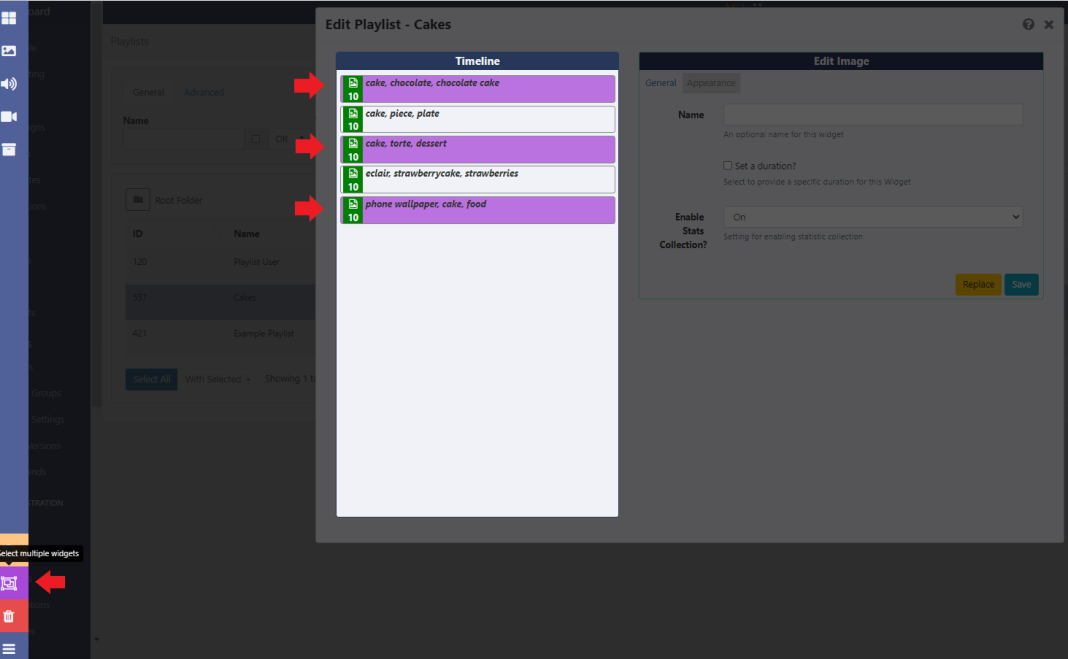 board
Edit Playlist - Cakes
Playlists
Timeline
Edit Image
General
Appearance
cake, chocolate, chocolate cake
10
General
Advanced
cake, piece, plate
10
Name
Name
An optional name for this widget
OR
cake, torte, dessert
10
Set a duration?
Select to provide a specific duration for this Widget
eclair, strawberrycake, strawberries
10
Root Folder
phone wallpaper, cake, food
10
Enable
Stats
Collection?
On
Setting for enabling statistic collection
ID
Name
120
Playlist User
Replace
Save
537
Cakes
421
Example Playlist
Select All
With Selected
Showing 1 t
Groups
Settings
STRATION
Select multiple widgets